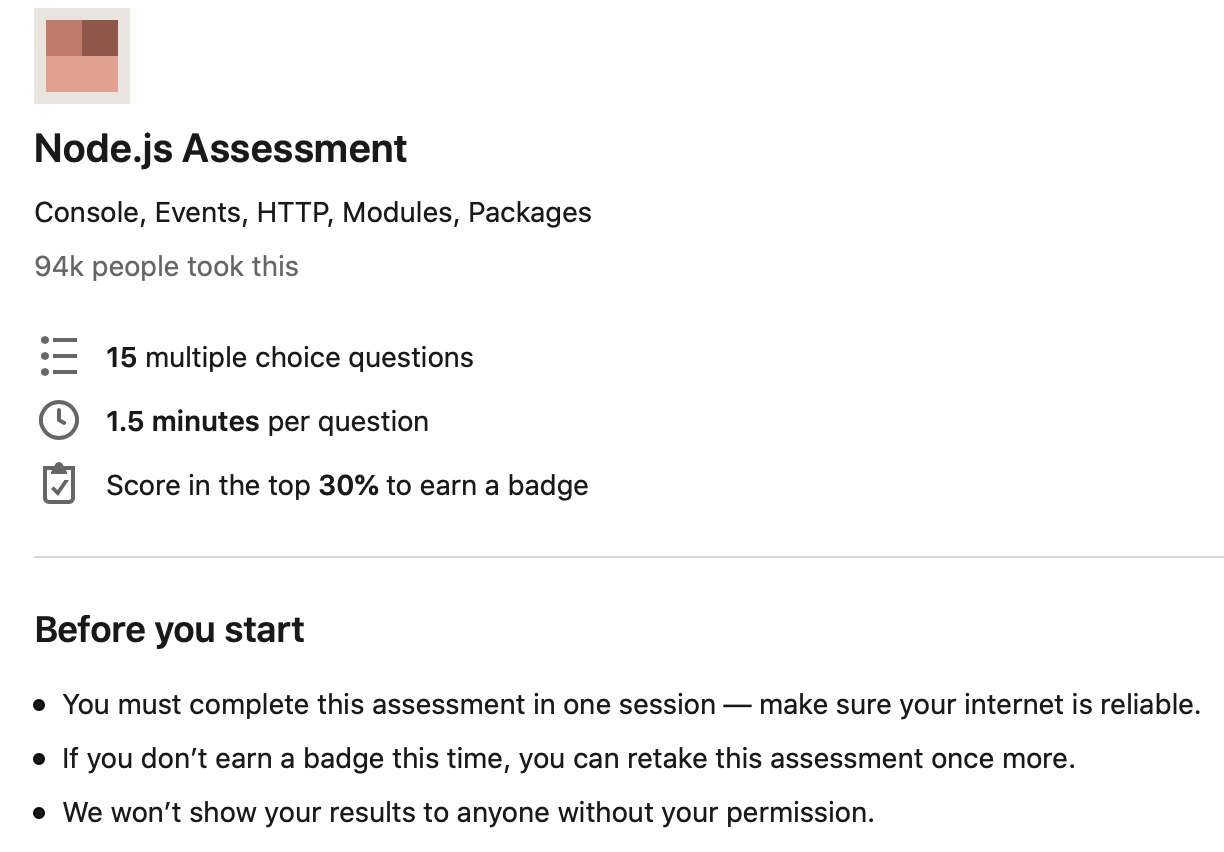 Node.js Assessment
Console, Events, HTTP, Modules, Packages
94k people took this
15 multiple choice questions
1.5 minutes per question
Score in the top 30% to earn a badge
Before you start
• You must complete this assessment in one session — make sure your internet is reliable.
• If you don’t earn a badge this time, you can retake this assessment once more.
• We won’t show your results to anyone without your permission.